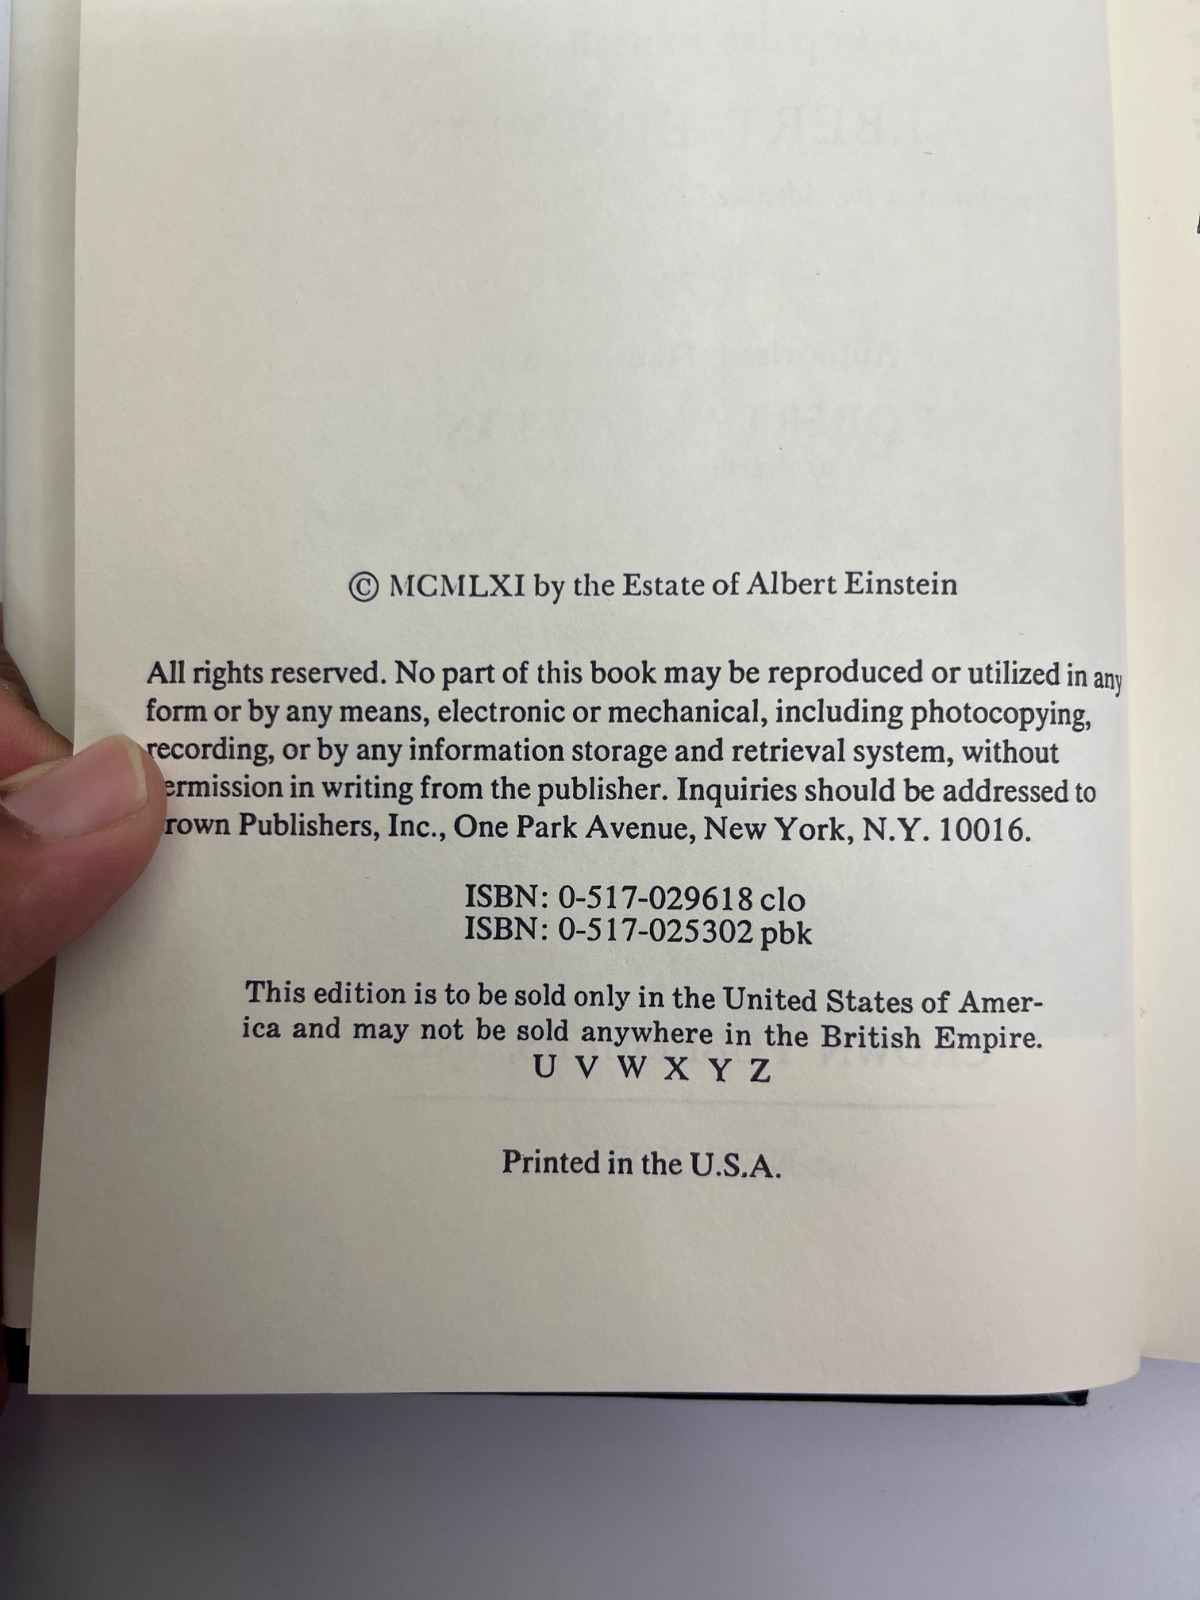 © MCMLXI by the Estate of Albert Einstein
All rights reserved. No part of this book may be reproduced or utilized in any
form or by any means, electronic or mechanical, including photocopying,
recording, or by any information storage and retrieval system, without
ermission in writing from the publisher. Inquiries should be addressed to
rown Publishers, Inc., One Park Avenue, New York, N.Y. 10016.
ISBN: 0-517-029618 clo
ISBN: 0-517-025302 pbk
This edition is to be sold only in the United States of Amer-
ica and may not be sold anywhere in the British Empire.
U V W X Y Z
Printed in the U.S.A.